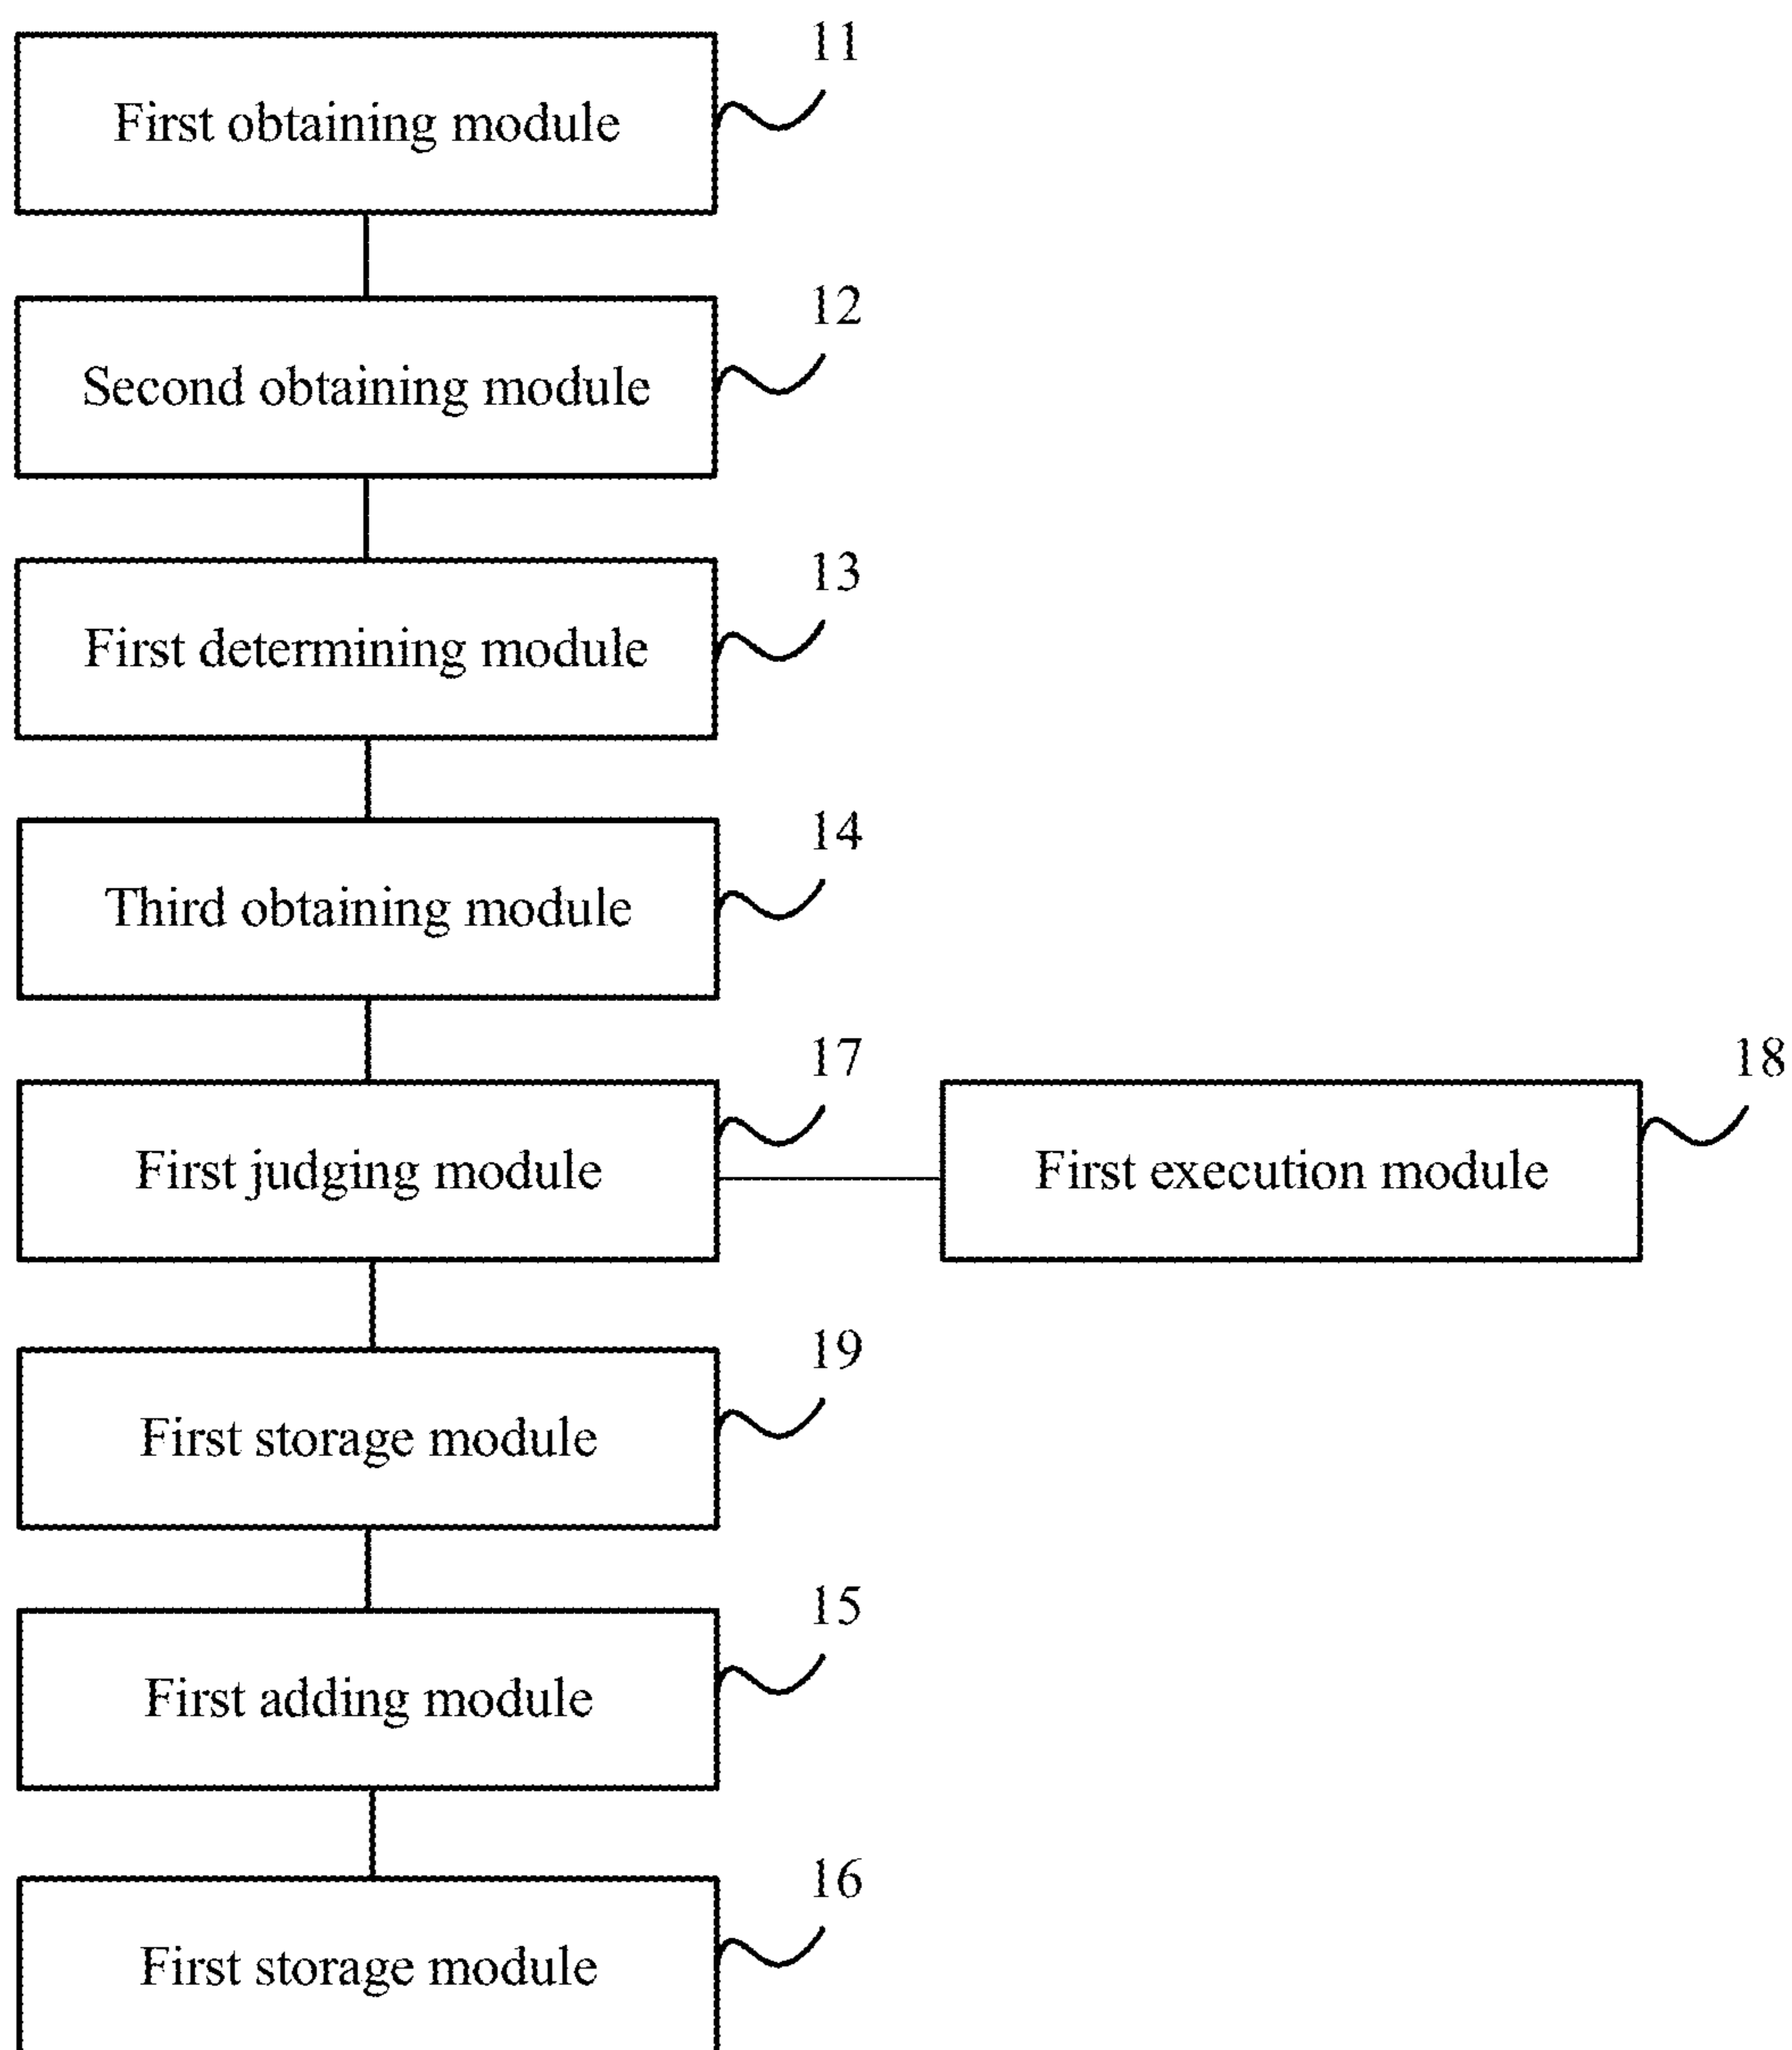 11
First obtaining module
12
Second obtaining module
13
First determining module
14
Third obtaining module
17
18
First judging module
First execution module
19
First storage module
15
First adding module
16
First storage module